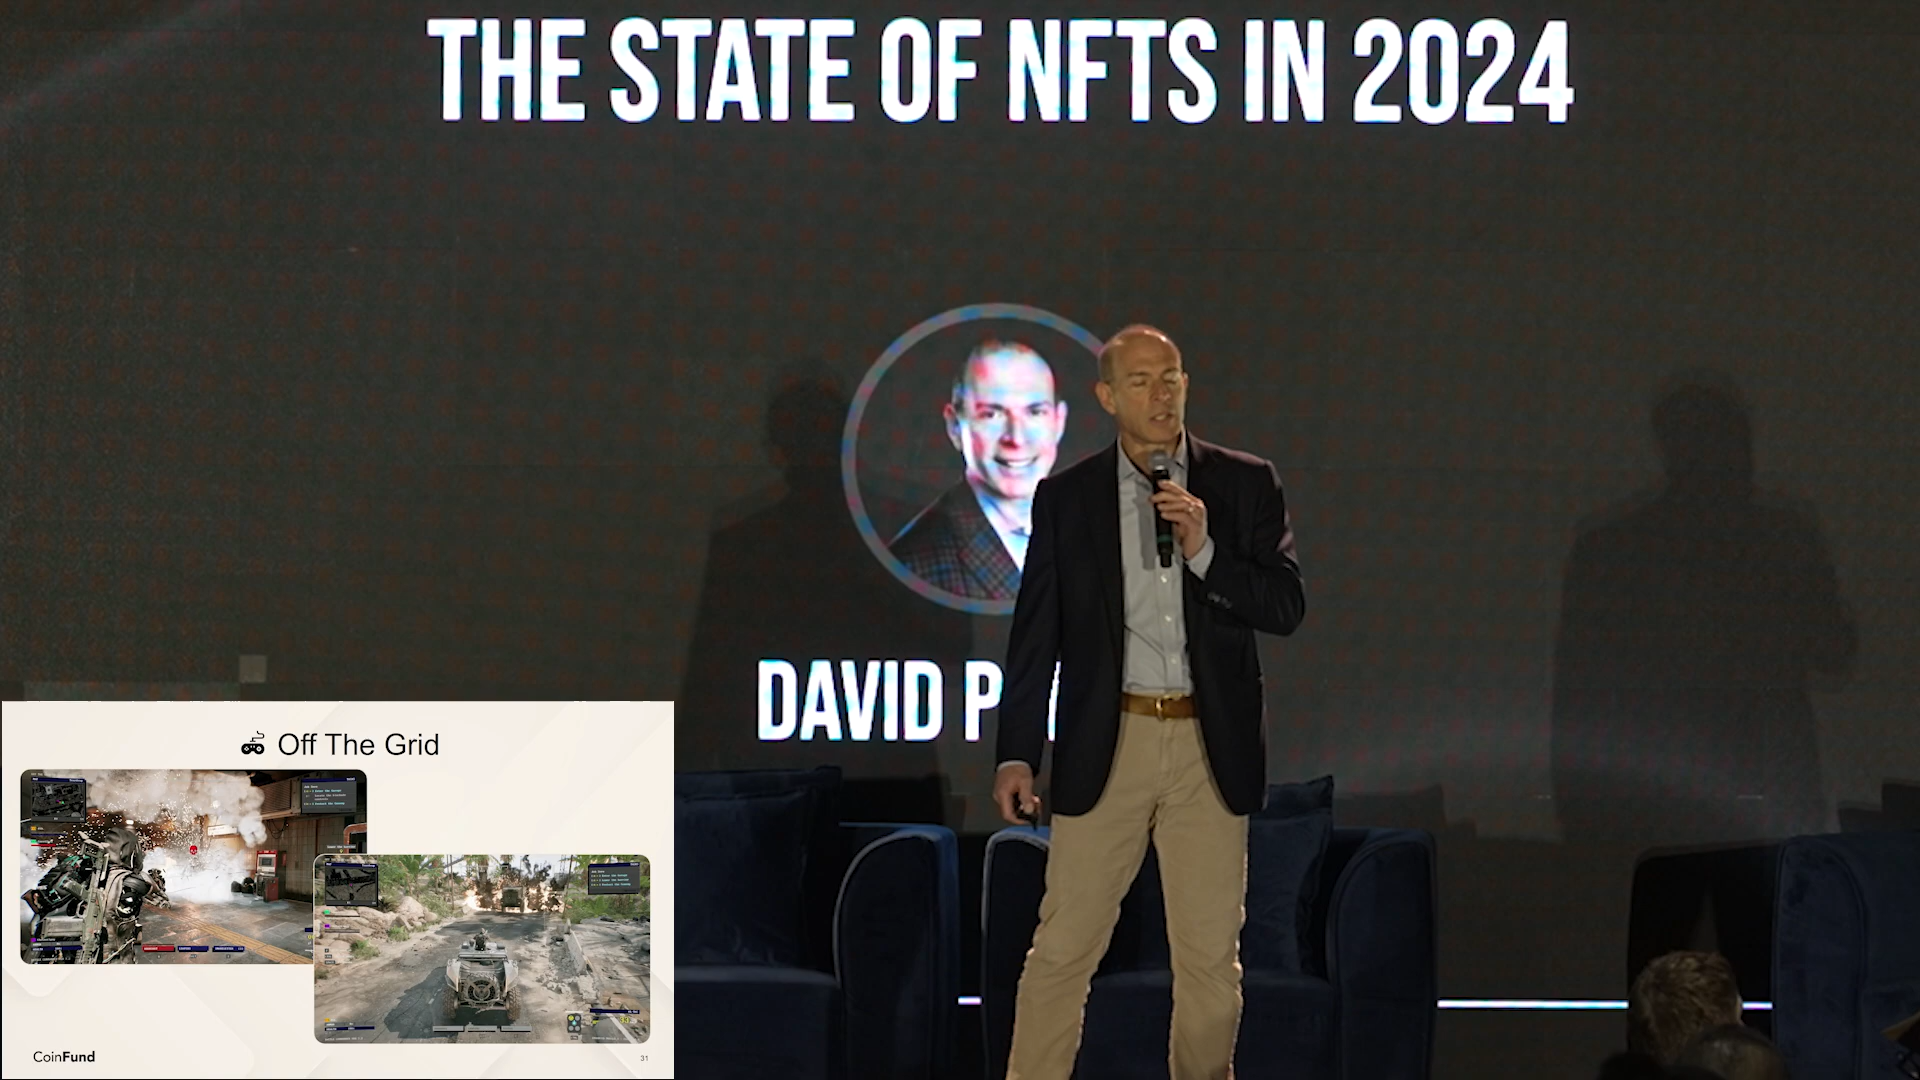 THE STATE OF NFTS IN 2024
DAVID P
Off The Grid
CoinFund
31